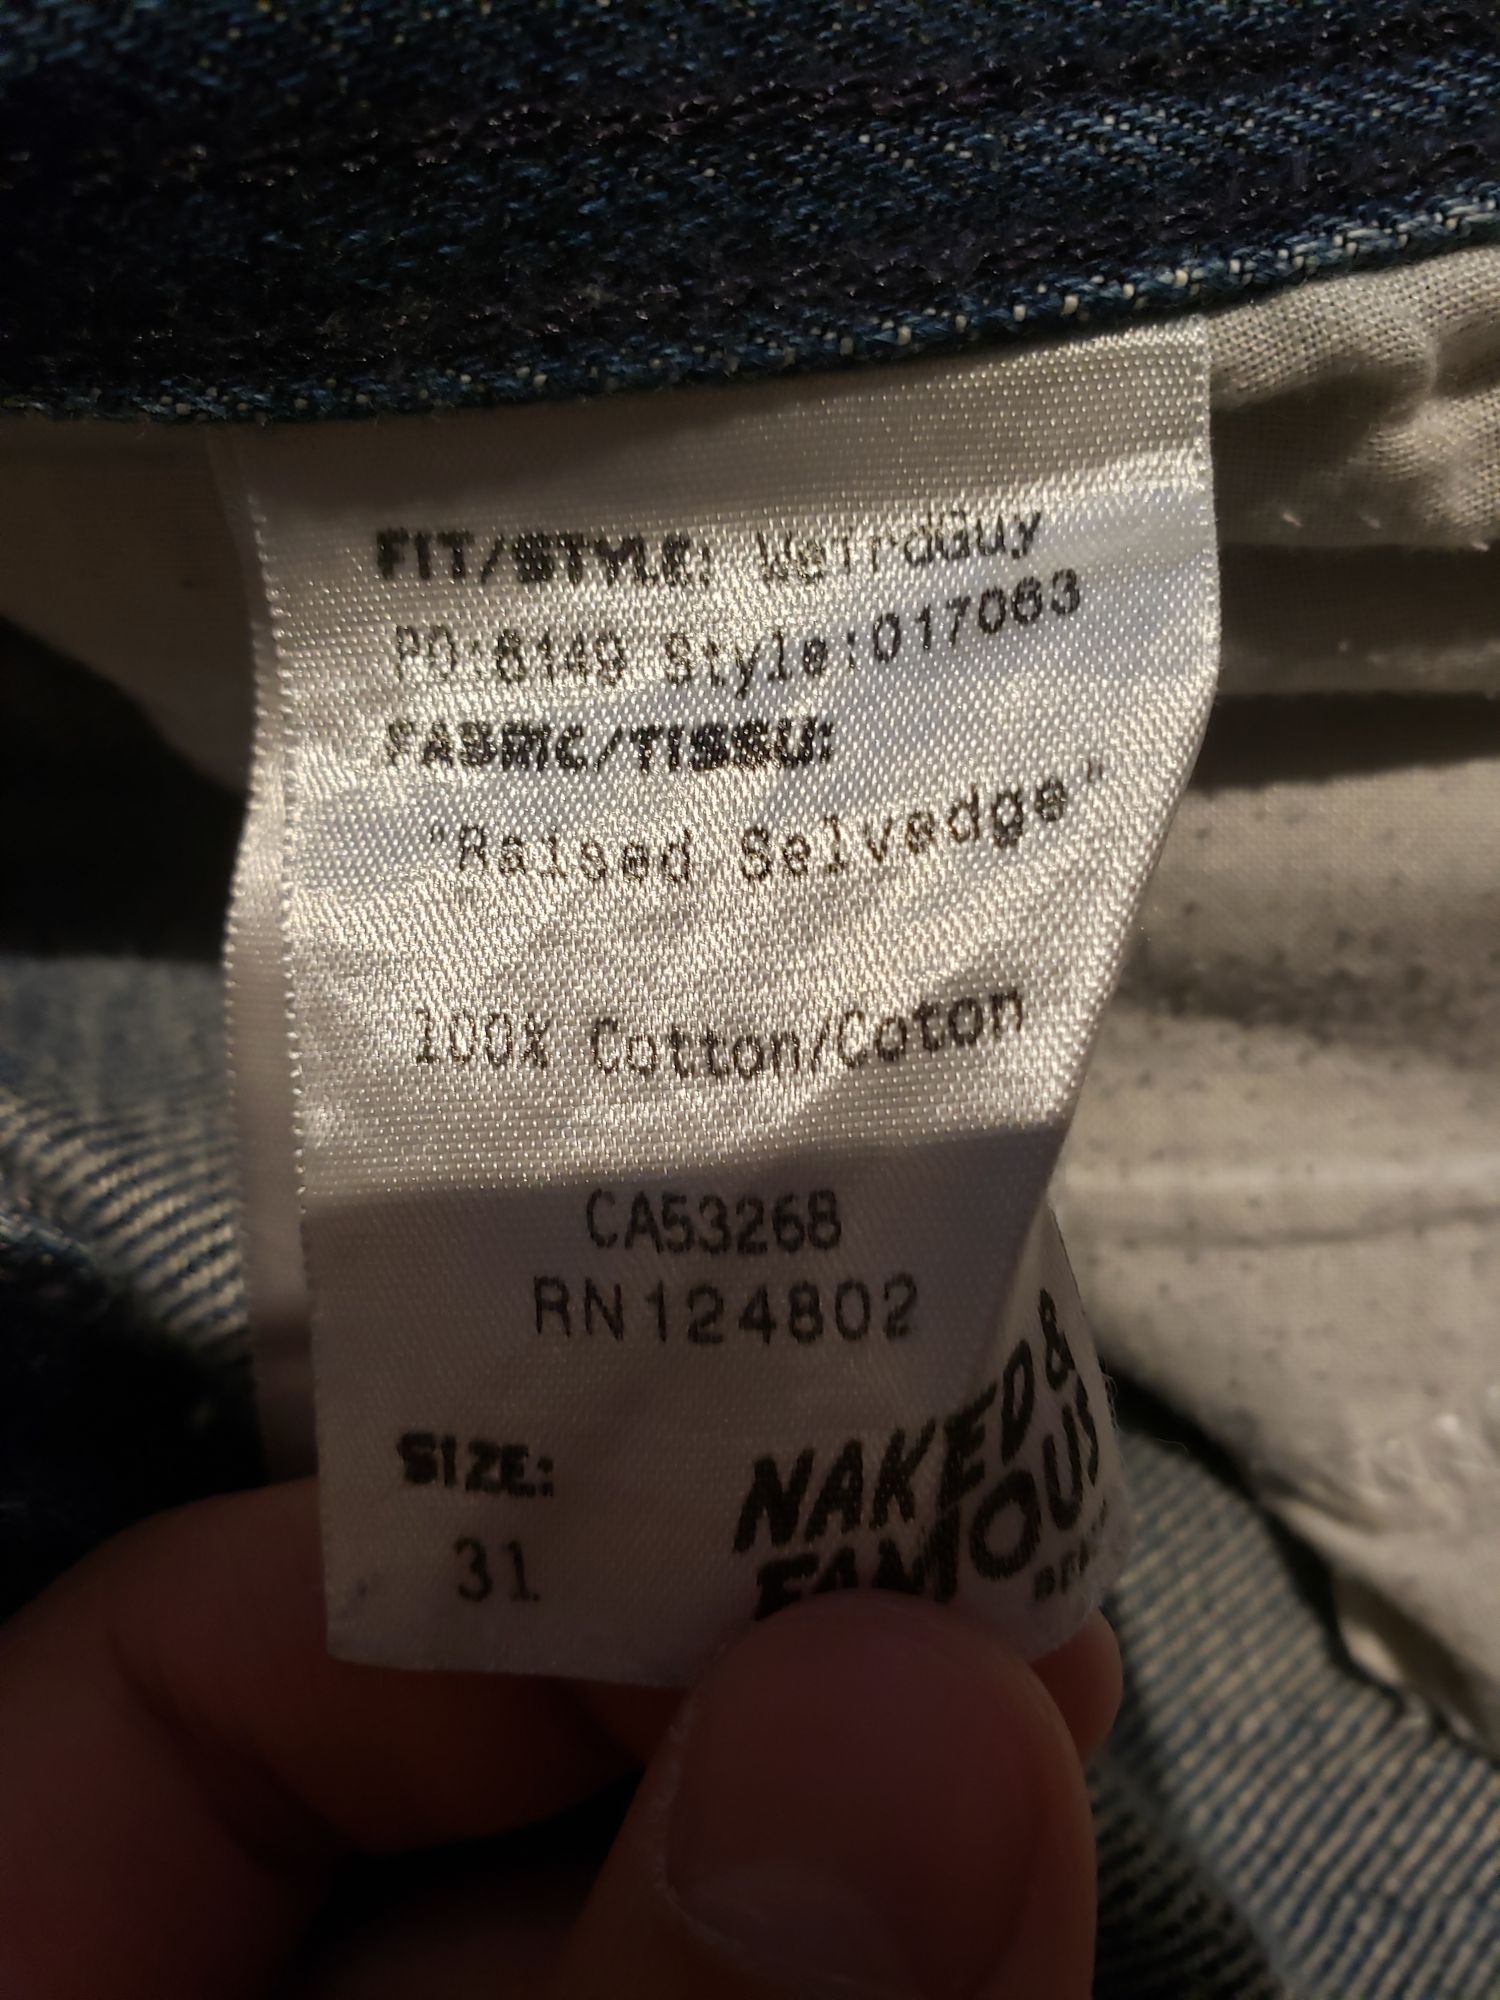 FIT/STYLE: WeirdGuy
PO:6149 Style:017063
FABRIC/TISSU:
"Raised Selvedge"
100% Cotton/Coton
CA53268
RN124802
SIZE:
31
NAKED &
FAMOUS